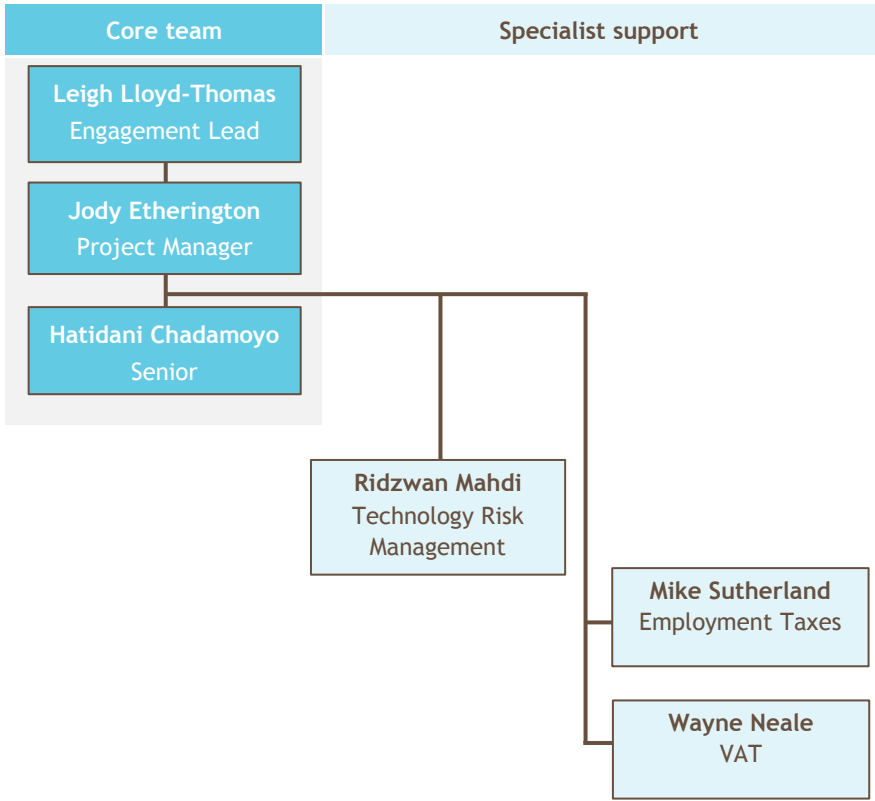 Core team
Specialist support
Leigh Lloyd-Thomas
Engagement Lead
Jody Etherington
Project Manager
Hatidani Chadamoyo
Senior
Ridzwan Mahdi
Technology Risk
Management
Mike Sutherland
Employment Taxes
Wayne Neale
VAT